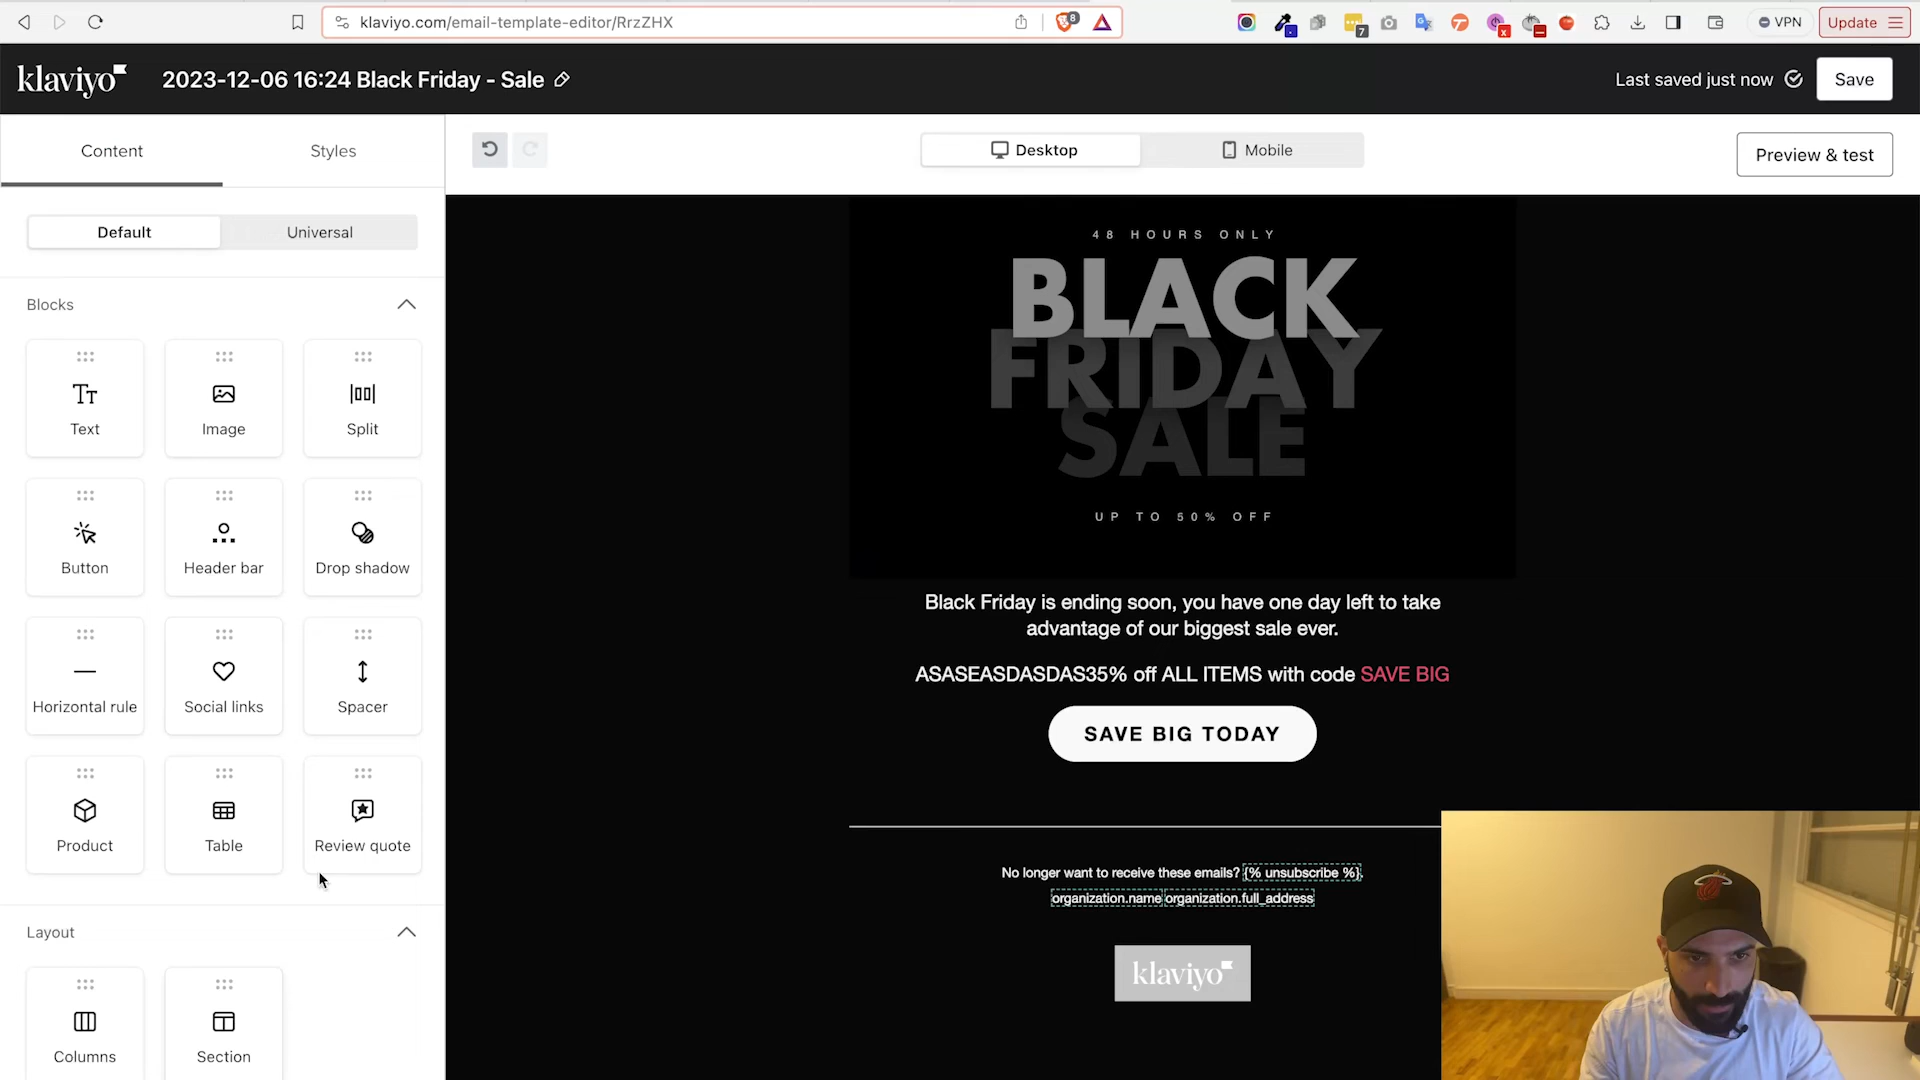 klaviyo.com/email-template-editor/RrzZHX
8
7
x
VPN
Update
klaviyo
2023-12-06 16:24 Black Friday - Sale
Last saved just now
Save
Content
Styles
Desktop
Mobile
Preview & test
Default
Universal
Blocks
Text
Image
Split
Button
Header bar
Drop shadow
Horizontal rule
Social links
Spacer
Product
Table
Review quote
Layout
Columns
Section
48 HOURS ONLY
BLACK
FRIDAY
SALE
UP TO 50% OFF
Black Friday is ending soon, you have one day left to take
advantage of our biggest sale ever.
ASASEASDASDAS35% off ALL ITEMS with code SAVE BIG
SAVE BIG TODAY
No longer want to receive these emails? {% unsubscribe %}.
organization.name organization.full_address
klaviyo